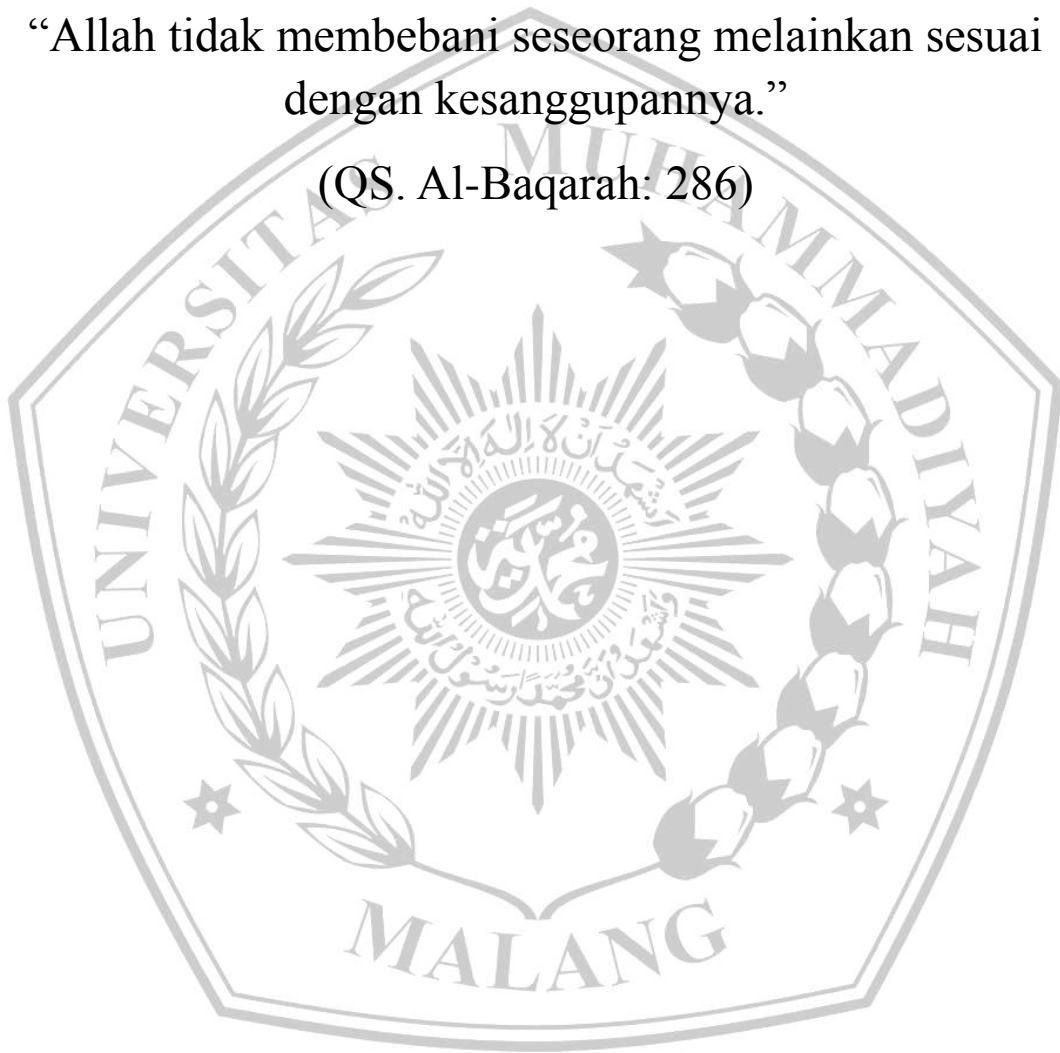 “Allah tidak membebani seseorang melainkan sesuai
dengan kesanggupannya.”
(QS. Al-Baqarah: 286)
UNIVERSITAS MUHAMMADIYAH
MALANG